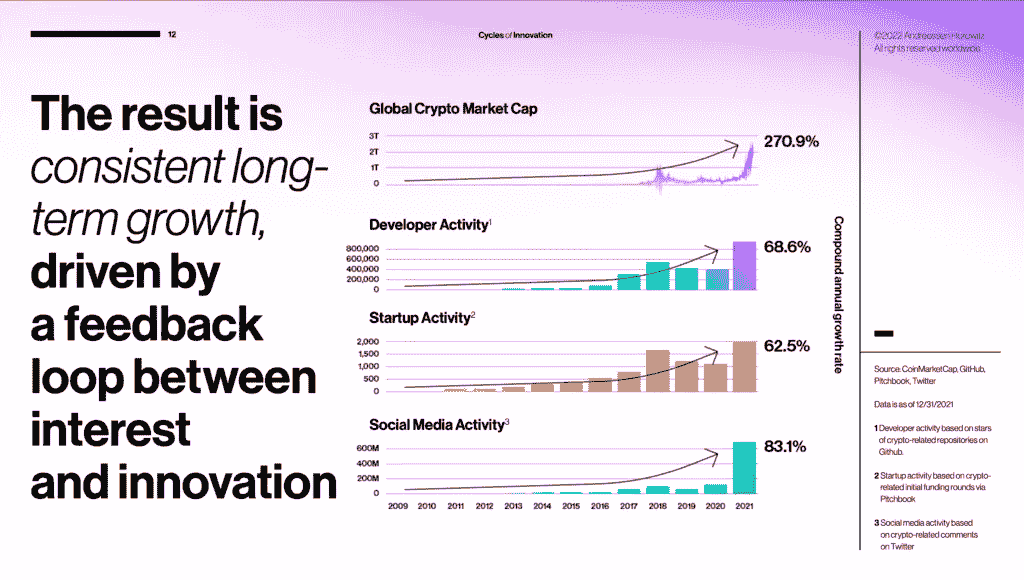 12
Cycles of Innovation
©2022 Andreessen Horowitz
All rights reserved worldwide
The result is
consistent long-
term growth,
driven by
a feedback
loop between
interest
and innovation
Global Crypto Market Cap
3T
2T
1T
0
270.9%
Developer Activity1
800,000
600,000
400,000
200,000
0
68.6%
Startup Activity2
2,000
1,500
1,000
500
0
62.5%
Social Media Activity3
600M
400M
200M
0
83.1%
2009 2010 2011 2012 2013 2014 2015 2016 2017 2018 2019 2020 2021
Compound annual growth rate
Source: CoinMarketCap, GitHub,
Pitchbook, Twitter
Data is as of 12/31/2021
1 Developer activity based on stars
of crypto-related repositories on
Github.
2 Startup activity based on crypto-
related initial funding rounds via
Pitchbook
3 Social media activity based
on crypto-related comments
on Twitter